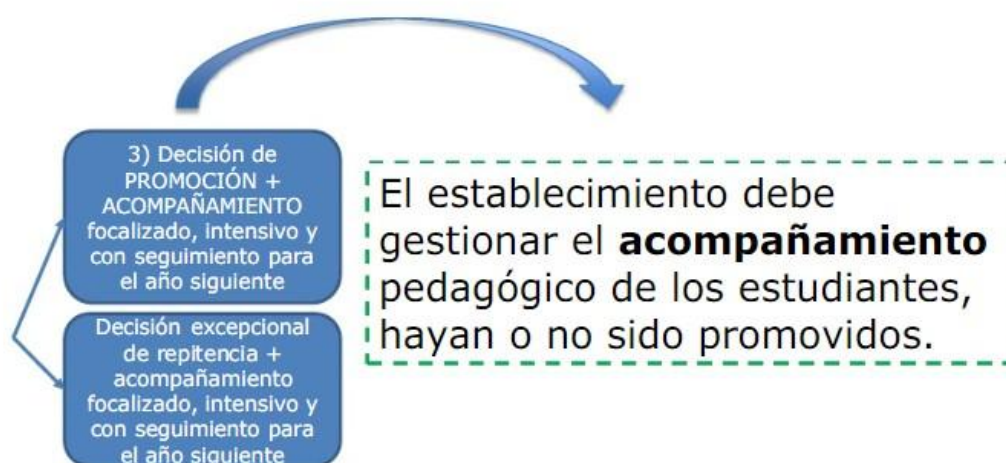 3) Decisión de
PROMOCIÓN +
ACOMPAÑAMIENTO
focalizado, intensivo y
con seguimiento para
el año siguiente
Decisión excepcional
de repitencia +
acompañamiento
focalizado, intensivo y
con seguimiento para
el año siguiente
El establecimiento debe
gestionar el acompañamiento
pedagógico de los estudiantes,
hayan o no sido promovidos.